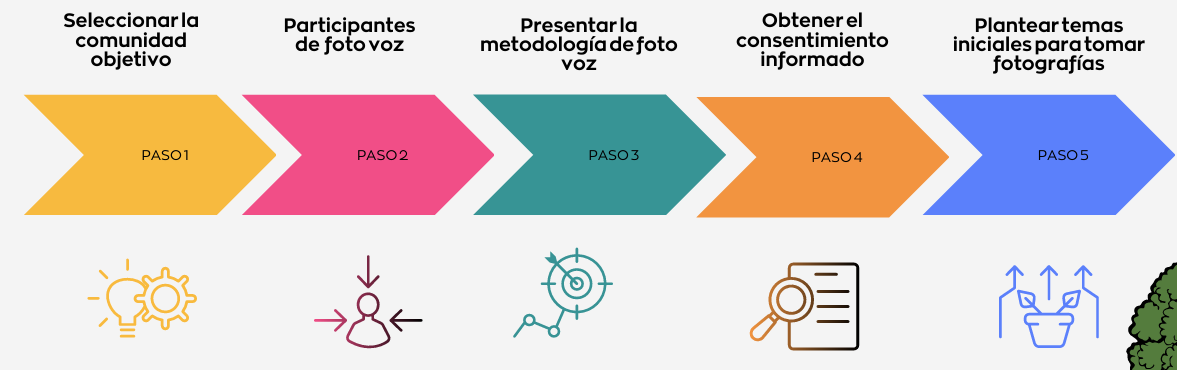 Seleccionar la
comunidad
objetivo
Participantes
de foto voz
Presentar la
metodología de foto
voz
Obtener el
consentimiento
informado
Plantear temas
iniciales para tomar
fotografías
PASO 1
PASO 2
PASO 3
PASO 4
PASO 5